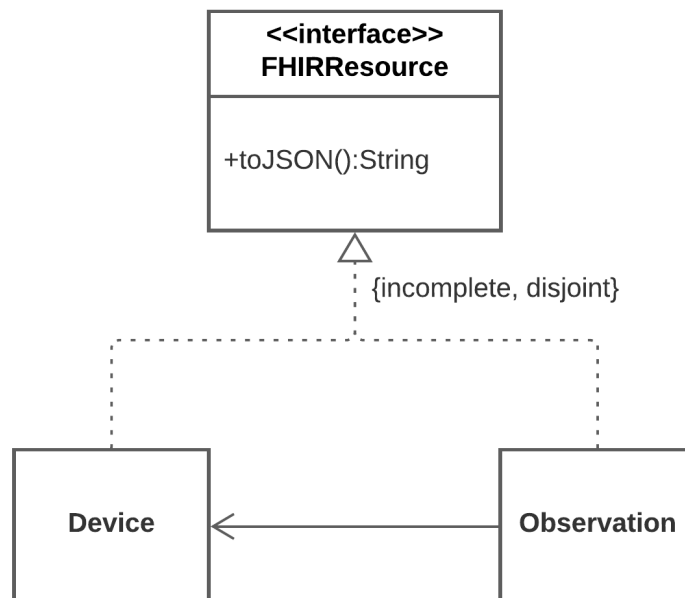 <<interface>>
FHIRResource
+toJSON():String
{incomplete, disjoint}
Device
Observation